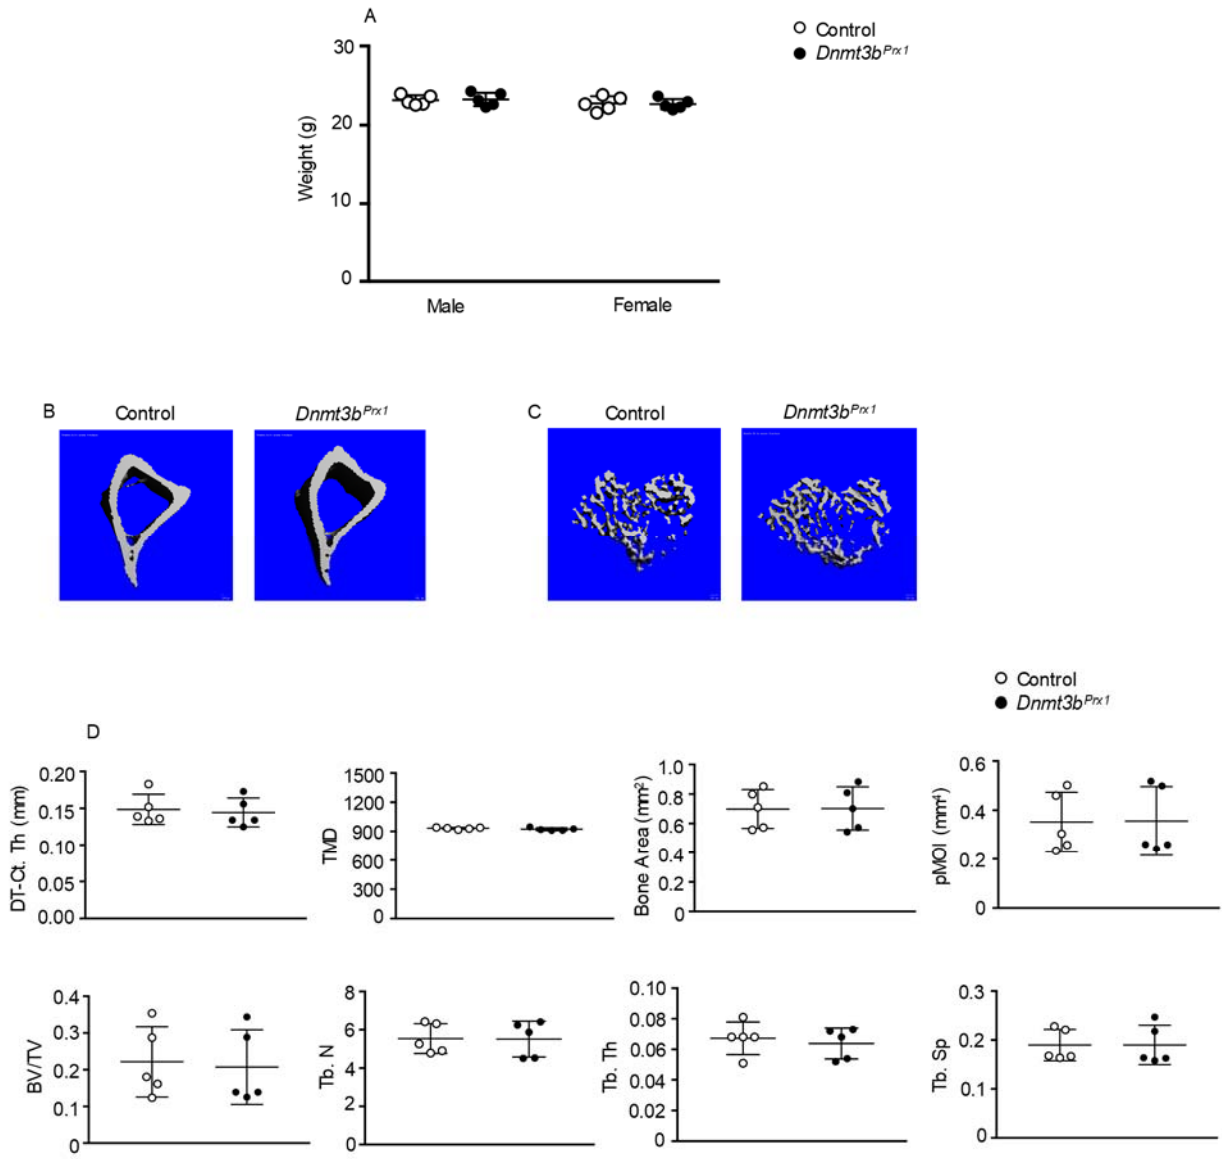 A
Control
Dnmt3bPrx1
30
20
10
0
Weight (g)
Male Female
B Control Dnmt3bPrx1
C Control Dnmt3bPrx1
Control
Dnmt3bPrx1
D
DT-Ct. Th (mm)
0.20
0.15
0.10
0.05
0.00
TMD
1500
1200
900
600
300
0
Bone Area (mm2)
1.0
0.8
0.6
0.4
0.2
0
pMOI (mm4)
0.6
0.4
0.2
0
BV/TV
0.4
0.3
0.2
0.1
0
Tb. N
8
6
4
2
0
Tb. Th
0.10
0.08
0.06
0.04
0.02
0
Tb. Sp
0.3
0.2
0.1
0